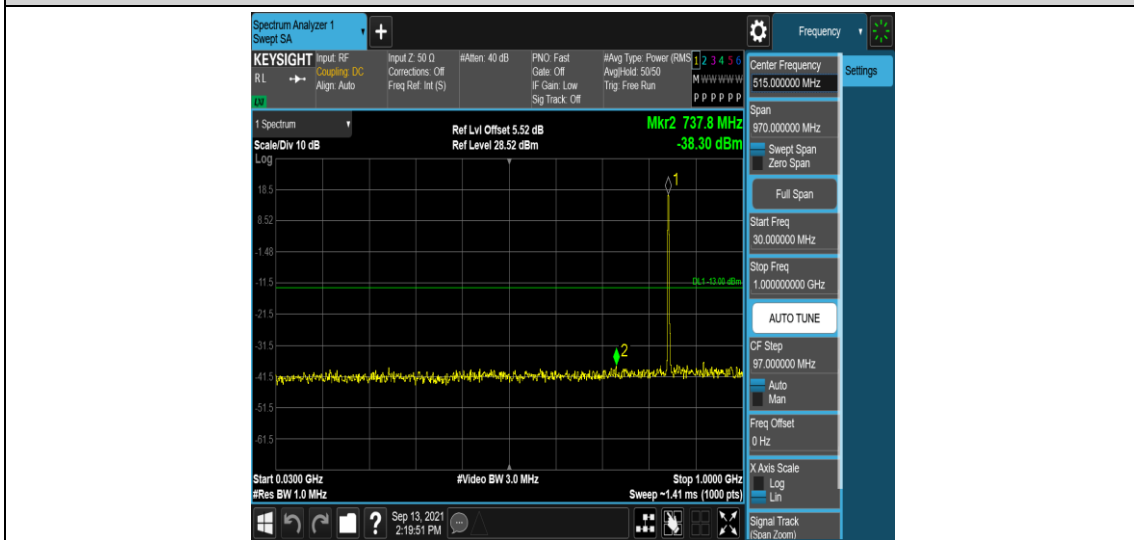 Spectrum Analyzer 1
Swept SA
+
Frequency
KEYSIGHT
RL
LXI
Input: RF
Coupling: DC
Align: Auto
Input Z: 50 Ω
Corrections: Off
Freq Ref: Int (S)
#Atten: 40 dB
PNO: Fast
Gate: Off
IF Gain: Low
Sig Track: Off
#Avg Type: Power (RMS
Avg|Hold: 50/50
Trig: Free Run
1 2 3 4 5 6
M W W W W W
P P P P P P
1 Spectrum
Scale/Div 10 dB
Log
Ref Lvl Offset 5.52 dB
Ref Level 28.52 dBm
Mkr2 737.8 MHz
-38.30 dBm
1
18.5
8.52
-1.48
-11.5
DL1 -13.00 dBm
-21.5
-31.5
2
-41.5
-51.5
-61.5
Start 0.0300 GHz
#Res BW 1.0 MHz
#Video BW 3.0 MHz
Stop 1.0000 GHz
Sweep ~1.41 ms (1000 pts)
?
Sep 13, 2021
2:19:51 PM
Center Frequency
515.000000 MHz
Settings
Span
970.000000 MHz
Swept Span
Zero Span
Full Span
Start Freq
30.000000 MHz
Stop Freq
1.000000000 GHz
AUTO TUNE
CF Step
97.000000 MHz
Auto
Man
Freq Offset
0 Hz
X Axis Scale
Log
Lin
Signal Track
(Span Zoom)